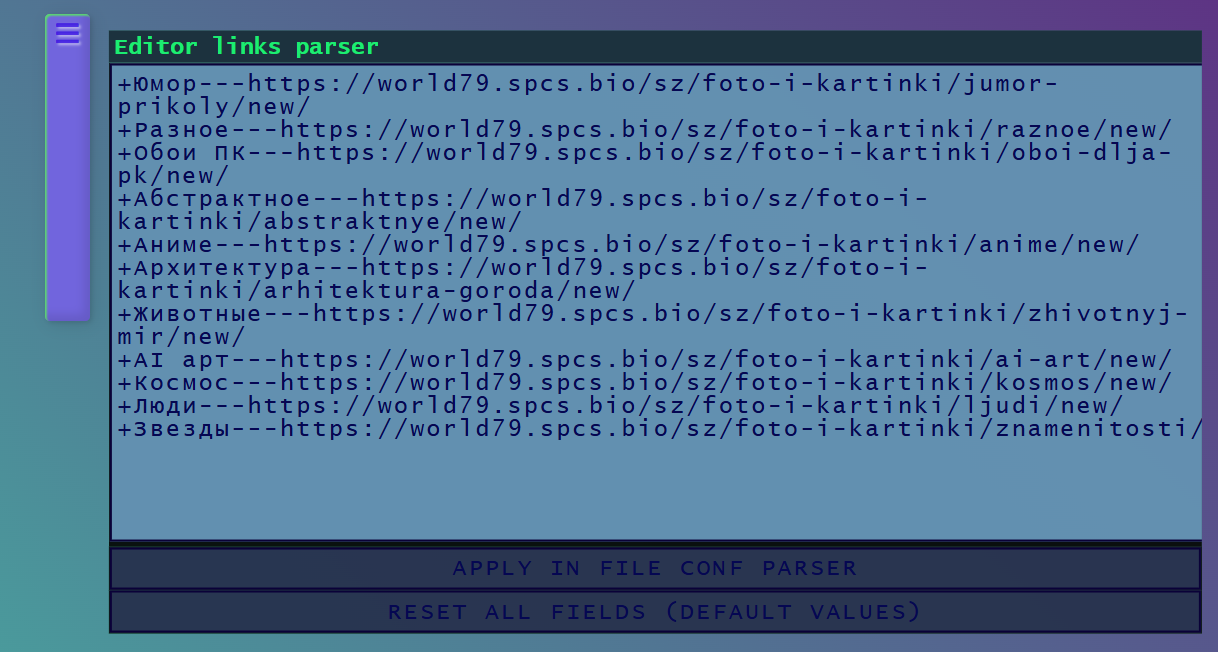 Editor links parser
+Юмор---https://world79.spcs.bio/sz/foto-i-kartinki/jumor-
prikoly/new/
+Разное---https://world79.spcs.bio/sz/foto-i-kartinki/raznoe/new/
+Обои ПК---https://world79.spcs.bio/sz/foto-i-kartinki/oboi-dlja-
pk/new/
+Абстрактное---https://world79.spcs.bio/sz/foto-i-
kartinki/abstraktnye/new/
+Аниме---https://world79.spcs.bio/sz/foto-i-kartinki/anime/new/
+Архитектура---https://world79.spcs.bio/sz/foto-i-
kartinki/arhitektura-goroda/new/
+Животные---https://world79.spcs.bio/sz/foto-i-kartinki/zhivotnyj-
mir/new/
+AI арт---https://world79.spcs.bio/sz/foto-i-kartinki/ai-art/new/
+Космос---https://world79.spcs.bio/sz/foto-i-kartinki/kosmos/new/
+Люди---https://world79.spcs.bio/sz/foto-i-kartinki/ljudi/new/
+Звезды---https://world79.spcs.bio/sz/foto-i-kartinki/znamenitosti/
APPLY IN FILE CONF PARSER
RESET ALL FIELDS (DEFAULT VALUES)